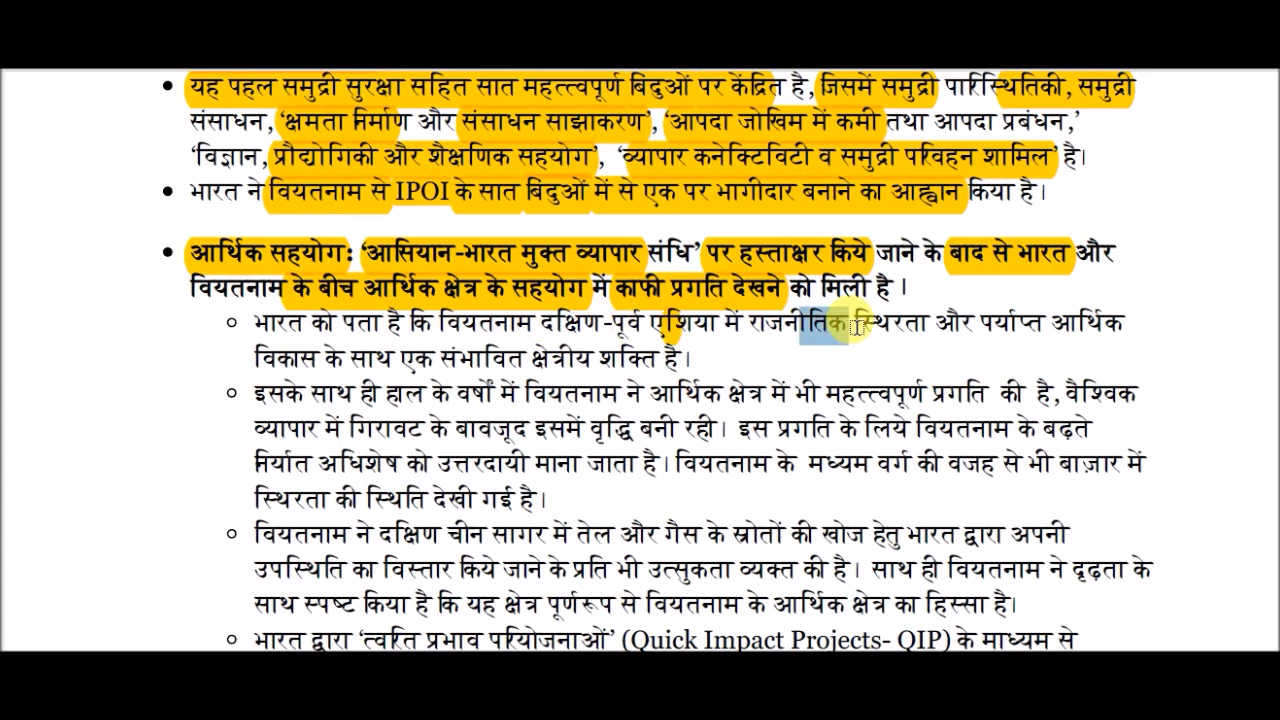 • यह पहल समुद्री सुरक्षा सहित सात महत्त्वपूर्ण बिंदुओं पर केंद्रित है, जिसमें समुद्री पारिस्थितिकी, समुद्री
संसाधन, ‘क्षमता निर्माण और संसाधन साझाकरण’, ‘आपदा जोखिम में कमी तथा आपदा प्रबंधन,’
‘विज्ञान, प्रौद्योगिकी और शैक्षणिक सहयोग’, ‘व्यापार कनेक्टिविटी व समुद्री परिवहन शामिल’ है।
• भारत ने वियतनाम से IPOI के सात बिंदुओं में से एक पर भागीदार बनाने का आह्वान किया है।
• आर्थिक सहयोग: ‘आसियान-भारत मुक्त व्यापार संधि’ पर हस्ताक्षर किये जाने के बाद से भारत और
वियतनाम के बीच आर्थिक क्षेत्र के सहयोग में काफी प्रगति देखने को मिली है ।
○ भारत को पता है कि वियतनाम दक्षिण-पूर्व एशिया में राजनीतिक स्थिरता और पर्याप्त आर्थिक
विकास के साथ एक संभावित क्षेत्रीय शक्ति है।
○ इसके साथ ही हाल के वर्षों में वियतनाम ने आर्थिक क्षेत्र में भी महत्त्वपूर्ण प्रगति की है, वैश्विक
व्यापार में गिरावट के बावजूद इसमें वृद्धि बनी रही। इस प्रगति के लिये वियतनाम के बढ़ते
निर्यात अधिशेष को उत्तरदायी माना जाता है। वियतनाम के मध्यम वर्ग की वजह से भी बाज़ार में
स्थिरता की स्थिति देखी गई है।
○ वियतनाम ने दक्षिण चीन सागर में तेल और गैस के स्रोतों की खोज हेतु भारत द्वारा अपनी
उपस्थिति का विस्तार किये जाने के प्रति भी उत्सुकता व्यक्त की है। साथ ही वियतनाम ने दृढ़ता के
साथ स्पष्ट किया है कि यह क्षेत्र पूर्णरूप से वियतनाम के आर्थिक क्षेत्र का हिस्सा है।
○ भारत द्वारा ‘त्वरित प्रभाव परियोजनाओं’ (Quick Impact Projects- QIP) के माध्यम से